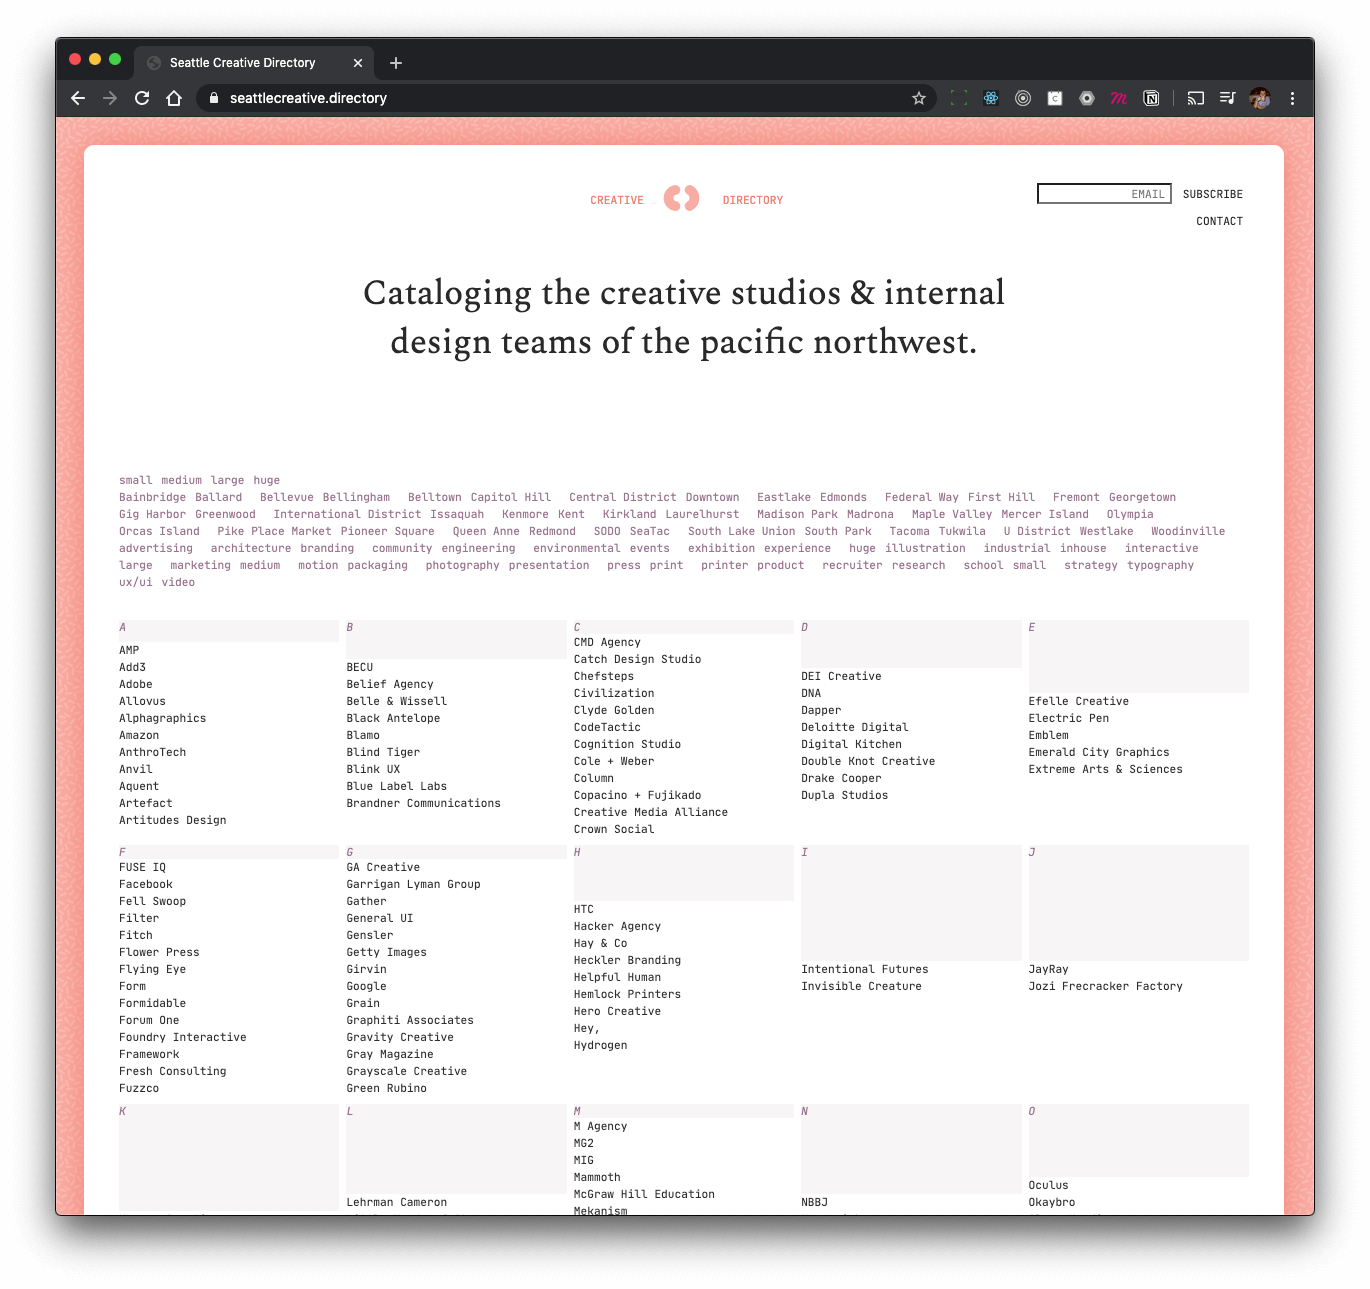 Seattle Creative Directory
seattlecreative.directory
CREATIVE DIRECTORY
EMAIL SUBSCRIBE
CONTACT
Cataloging the creative studios & internal
design teams of the pacific northwest.
small medium large huge
Bainbridge Ballard Bellevue Bellingham Belltown Capitol Hill Central District Downtown Eastlake Edmonds Federal Way First Hill Fremont Georgetown
Gig Harbor Greenwood International District Issaquah Kenmore Kent Kirkland Laurelhurst Madison Park Madrona Maple Valley Mercer Island Olympia
Orcas Island Pike Place Market Pioneer Square Queen Anne Redmond SODO SeaTac South Lake Union South Park Tacoma Tukwila U District Westlake Woodinville
advertising architecture branding community engineering environmental events exhibition experience huge illustration industrial inhouse interactive
large marketing medium motion packaging photography presentation press print printer product recruiter research school small strategy typography
ux/ui video
A
AMP
Add3
Adobe
Allovus
Alphagraphics
Amazon
AnthroTech
Anvil
Aquent
Artefact
Artitudes Design
B
BECU
Belief Agency
Belle & Wissell
Black Antelope
Blamo
Blind Tiger
Blink UX
Blue Label Labs
Brandner Communications
C
CMD Agency
Catch Design Studio
Chefsteps
Civilization
Clyde Golden
CodeTactic
Cognition Studio
Cole + Weber
Column
Copacino + Fujikado
Creative Media Alliance
Crown Social
D
DEI Creative
DNA
Dapper
Deloitte Digital
Digital Kitchen
Double Knot Creative
Drake Cooper
Dupla Studios
E
Efelle Creative
Electric Pen
Emblem
Emerald City Graphics
Extreme Arts & Sciences
F
FUSE IQ
Facebook
Fell Swoop
Filter
Fitch
Flower Press
Flying Eye
Form
Formidable
Forum One
Foundry Interactive
Framework
Fresh Consulting
Fuzzco
G
GA Creative
Garrigan Lyman Group
Gather
General UI
Gensler
Getty Images
Girvin
Google
Grain
Graphiti Associates
Gravity Creative
Gray Magazine
Grayscale Creative
Green Rubino
H
HTC
Hacker Agency
Hay & Co
Heckler Branding
Helpful Human
Hemlock Printers
Hero Creative
Hey,
Hydrogen
I
Intentional Futures
Invisible Creature
J
JayRay
Jozi Frecracker Factory
K
L
Lehrman Cameron
M
M Agency
MG2
MIG
Mammoth
McGraw Hill Education
Mekanism
N
NBBJ
O
Oculus
Okaybro